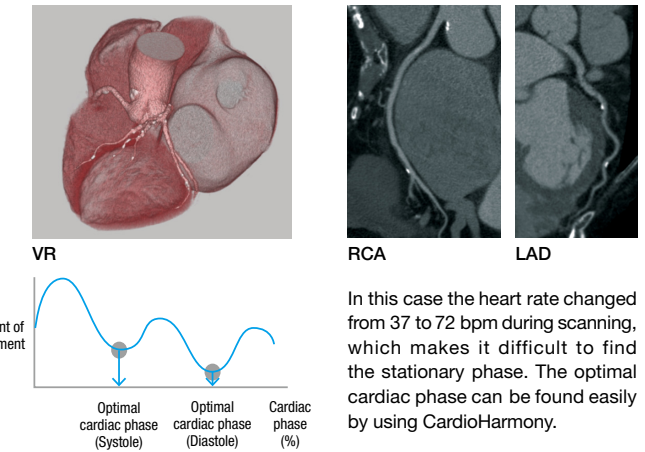 VR
RCA
LAD
nt of
ment
Optimal
cardiac phase
(Systole)
Optimal
cardiac phase
(Diastole)
Cardiac
phase
(%)
In this case the heart rate changed
from 37 to 72 bpm during scanning,
which makes it difficult to find
the stationary phase. The optimal
cardiac phase can be found easily
by using CardioHarmony.